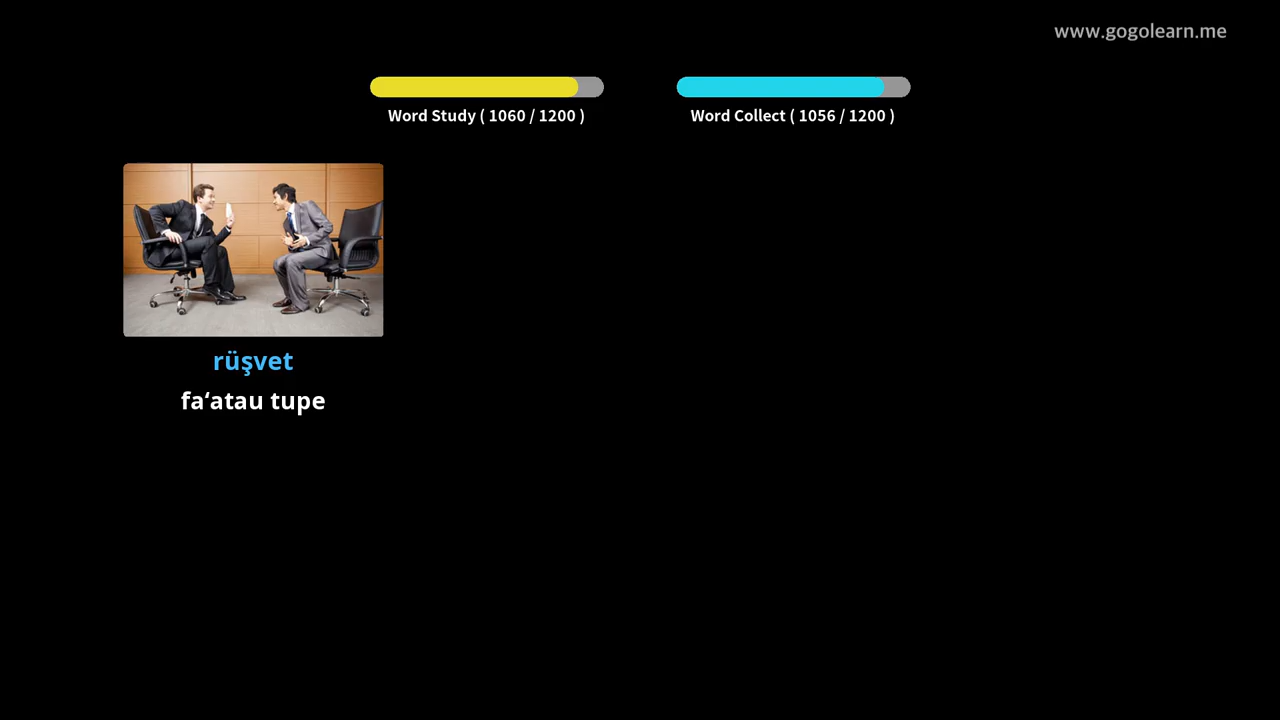 www.gogolearn.me
Word Study ( 1060 / 1200 )
Word Collect ( 1056 / 1200 )
rüşvet
fa‘atau tupe